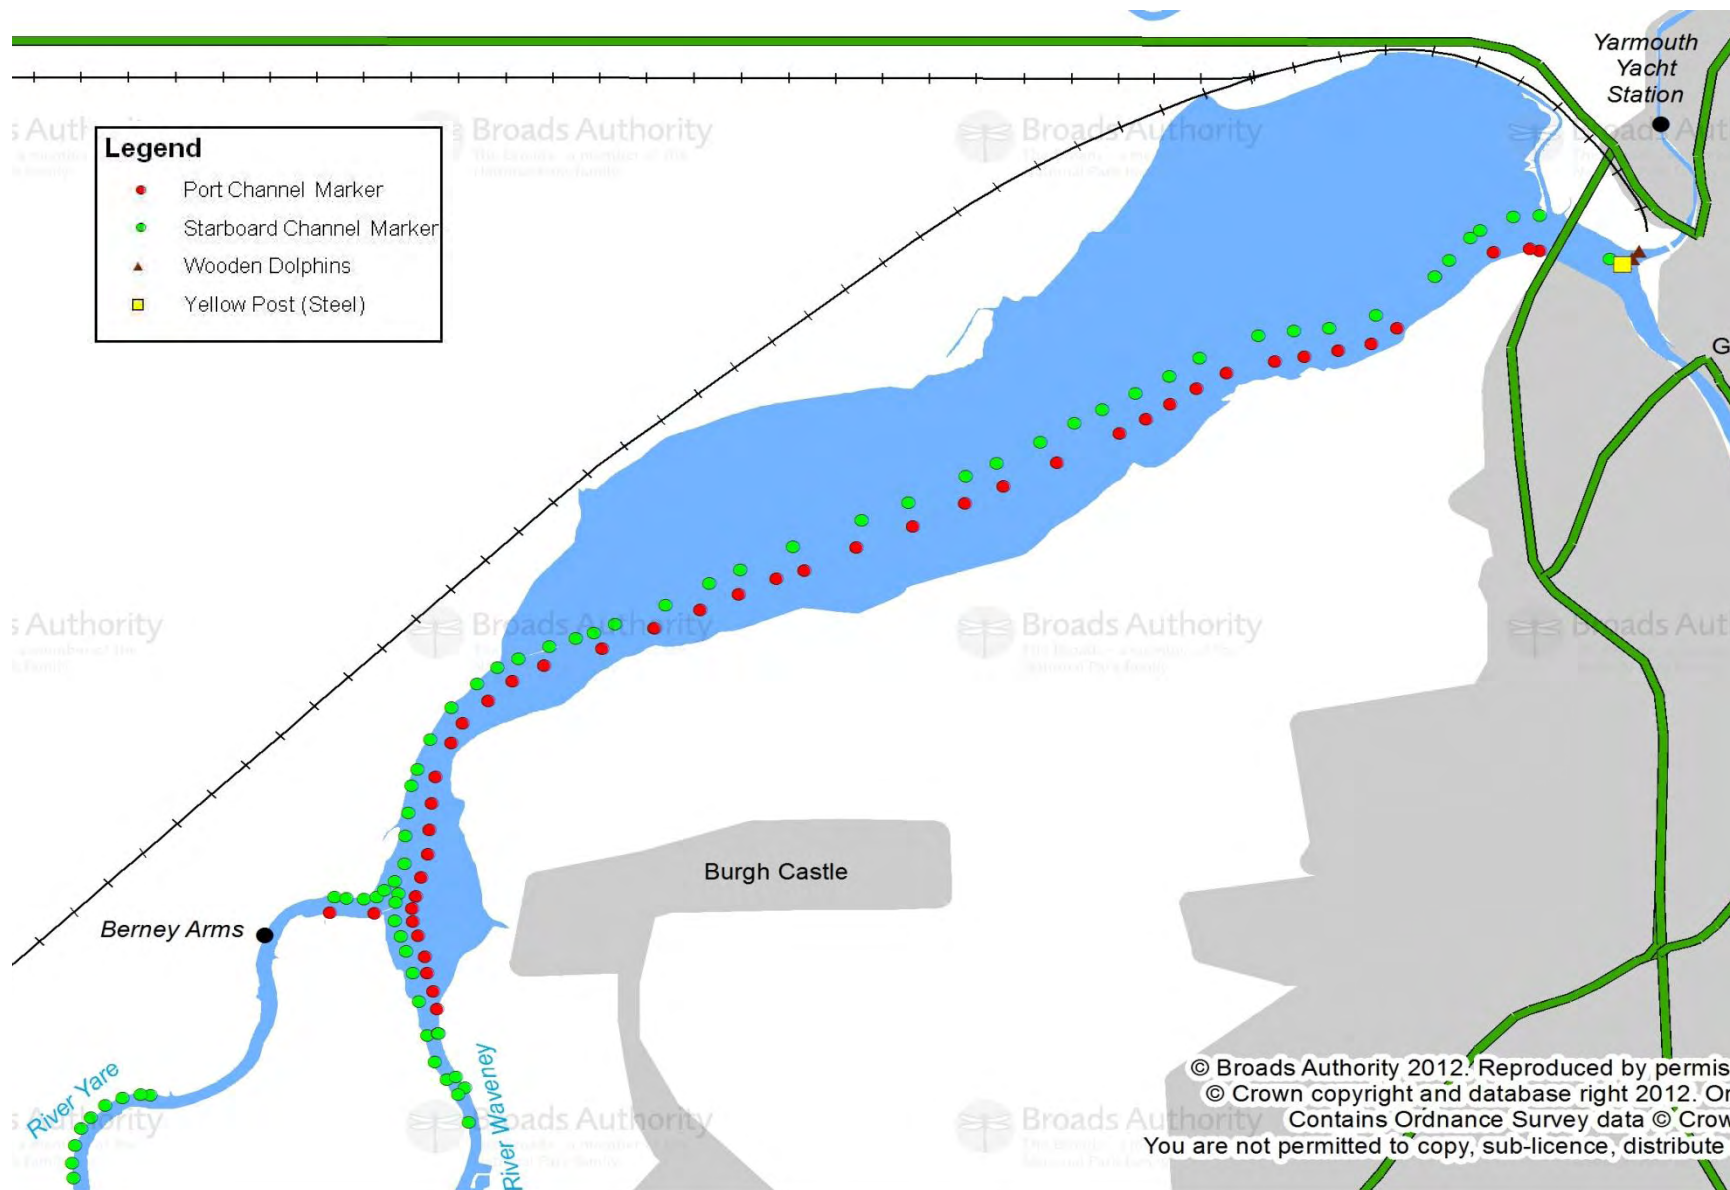 Yarmouth
Yacht
Station
Legend
Port Channel Marker
Starboard Channel Marker
Wooden Dolphins
Yellow Post (Steel)
Broads Authority
Broads Authority
G
Broads Authority
Broads Authority
Authority
Burgh Castle
Berney Arms
River Yare
River Waveney
Broads Authority
Broads Authority
© Broads Authority 2012. Reproduced by permis
© Crown copyright and database right 2012. Or
Contains Ordnance Survey data © Crow
You are not permitted to copy, sub-licence, distribute